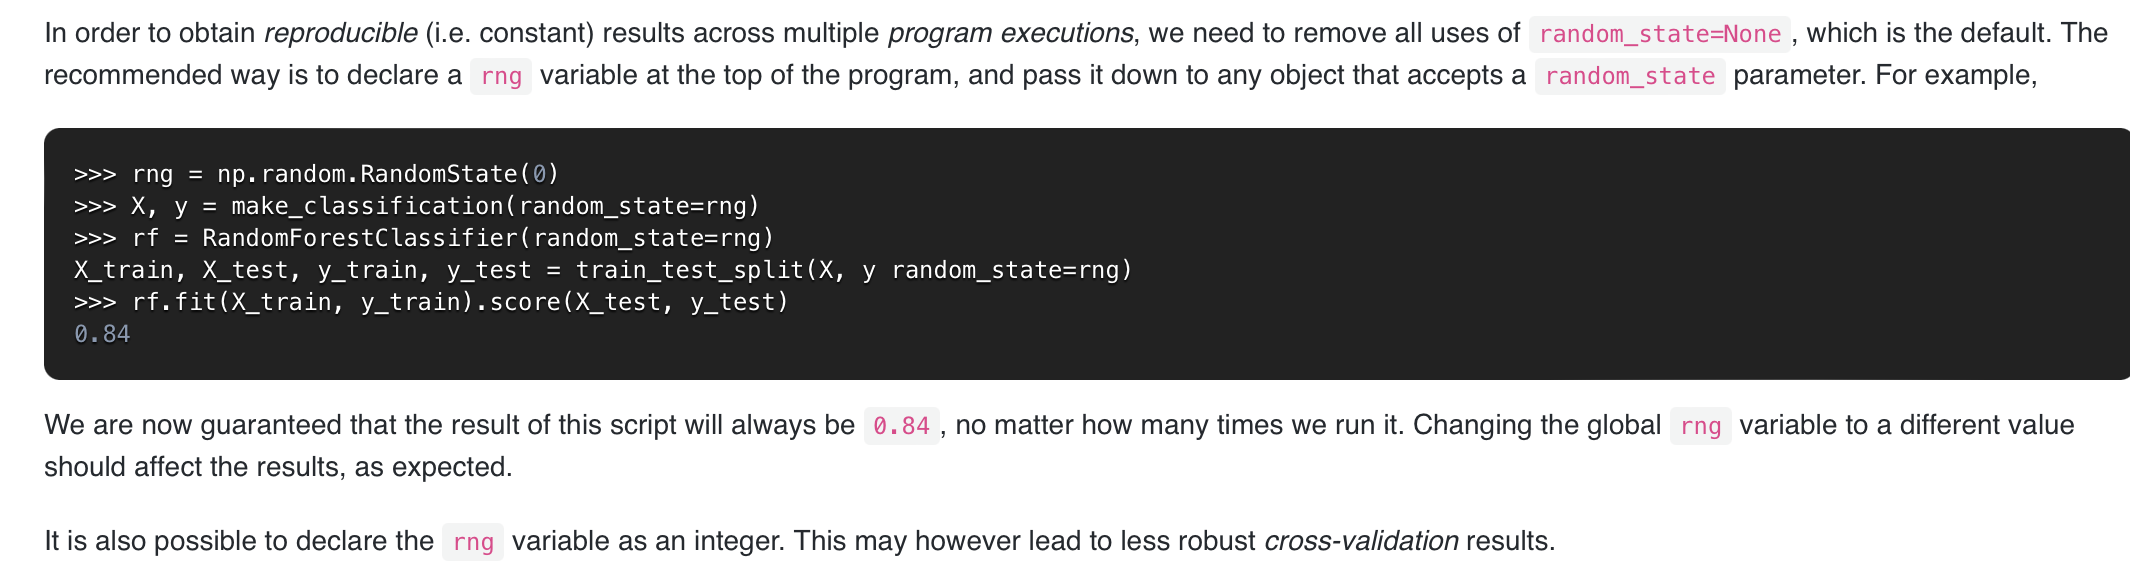 In order to obtain reproducible (i.e. constant) results across multiple program executions, we need to remove all uses of random_state=None, which is the default. The
recommended way is to declare a rng variable at the top of the program, and pass it down to any object that accepts a random_state parameter. For example,
>>> rng = np.random.RandomState(0)
>>> X, y = make_classification(random_state=rng)
>>> rf = RandomForestClassifier(random_state=rng)
X_train, X_test, y_train, y_test = train_test_split(X, y random_state=rng)
>>> rf.fit(X_train, y_train).score(X_test, y_test)
0.84
We are now guaranteed that the result of this script will always be 0.84, no matter how many times we run it. Changing the global rng variable to a different value
should affect the results, as expected.
It is also possible to declare the rng variable as an integer. This may however lead to less robust cross-validation results.